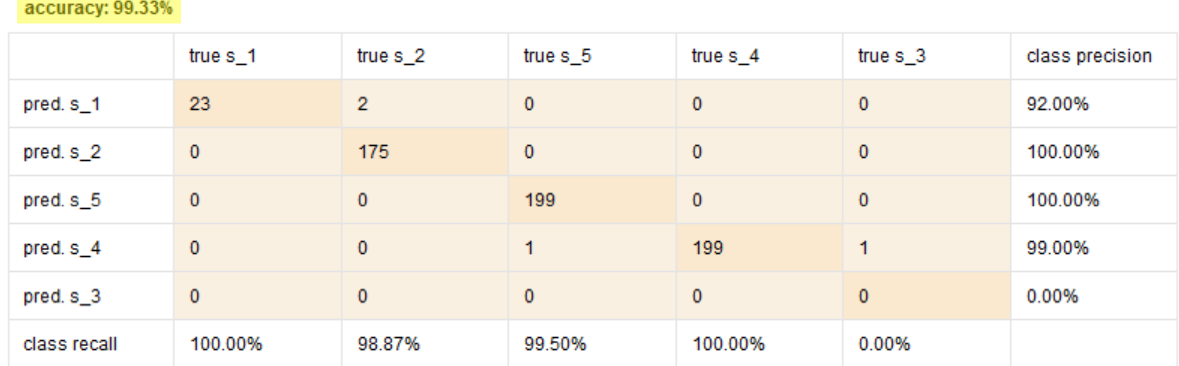 accuracy: 99.33%
true s_1 true s_2 true s_5 true s_4 true s_3 class precision
pred. s_1 23 2 0 0 0 92.00%
pred. s_2 0 175 0 0 0 100.00%
pred. s_5 0 0 199 0 0 100.00%
pred. s_4 0 0 1 199 1 99.00%
pred. s_3 0 0 0 0 0 0.00%
class recall 100.00% 98.87% 99.50% 100.00% 0.00%